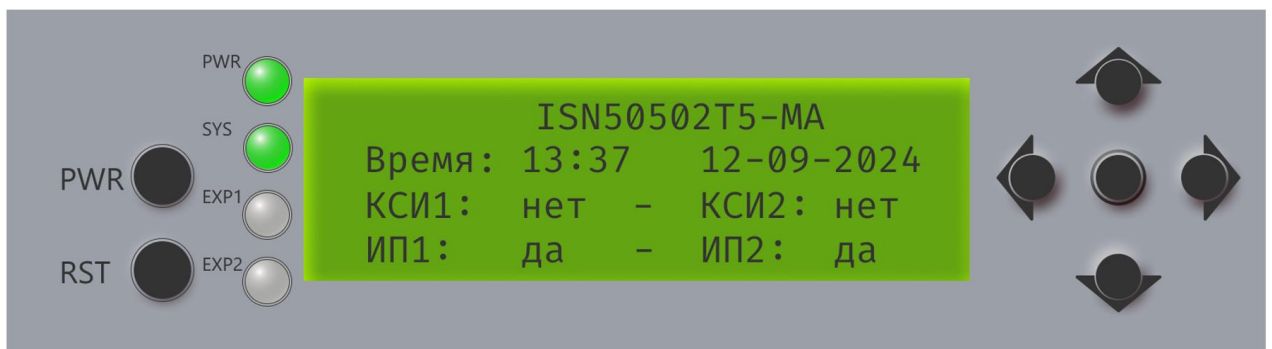 PWR
SYS
EXP1
EXP2
PWR
RST
ISN50502T5-MA
Время: 13:37 12-09-2024
КСИ1: нет - КСИ2: нет
ИП1: да - ИП2: да